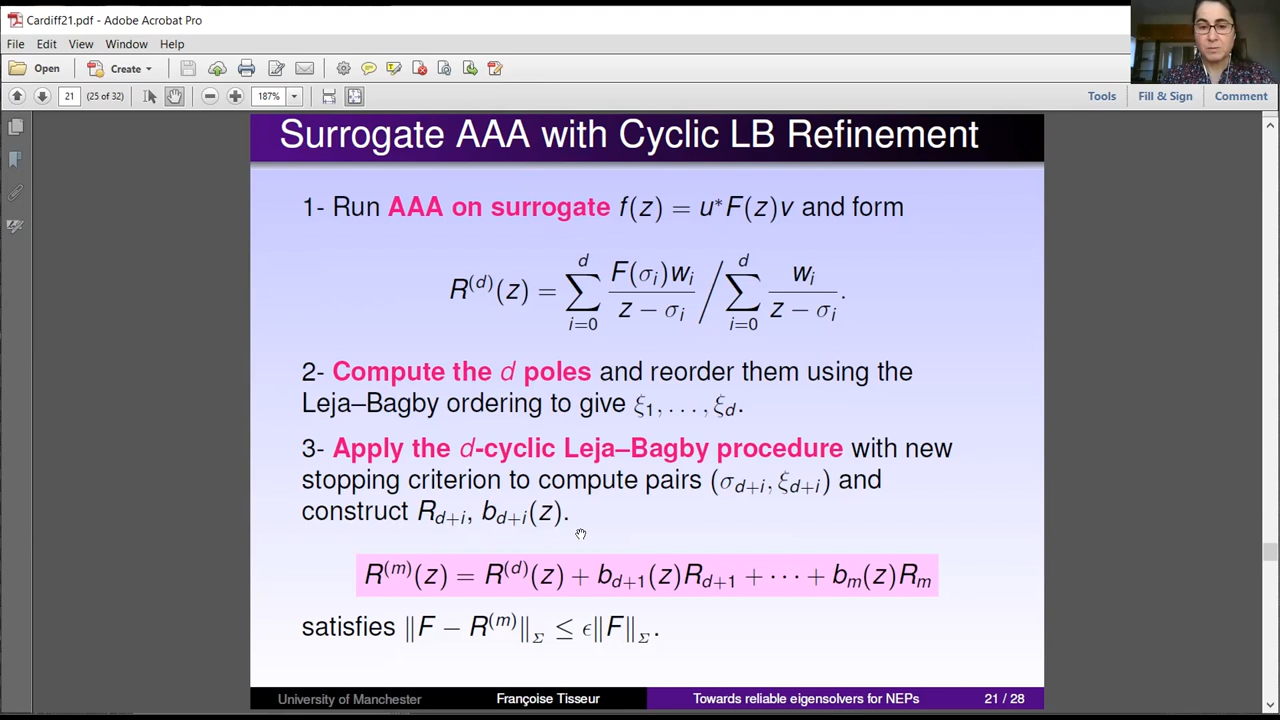 Cardiff21.pdf - Adobe Acrobat Pro
File Edit View Window Help
Open Create
21 (25 of 32) 187% Tools Fill & Sign Comment
Surrogate AAA with Cyclic LB Refinement
1- Run AAA on surrogate f(z) = u*F(z)v and form
R^{(d)}(z) = \sum_{i=0}^{d} \frac{F(σ_i)w_i}{z − σ_i} / \sum_{i=0}^{d} \frac{w_i}{z − σ_i}.
2- Compute the d poles and reorder them using the
Leja–Bagby ordering to give ξ_1, . . . , ξ_d.
3- Apply the d-cyclic Leja–Bagby procedure with new
stopping criterion to compute pairs (σ_{d+i}, ξ_{d+i}) and
construct R_{d+i}, b_{d+i}(z).
R^{(m)}(z) = R^{(d)}(z) + b_{d+1}(z)R_{d+1} + · · · + b_m(z)R_m
satisfies ‖F − R^{(m)}‖_Σ ≤ ϵ‖F‖_Σ.
University of Manchester Françoise Tisseur Towards reliable eigensolvers for NEPs 21 / 28